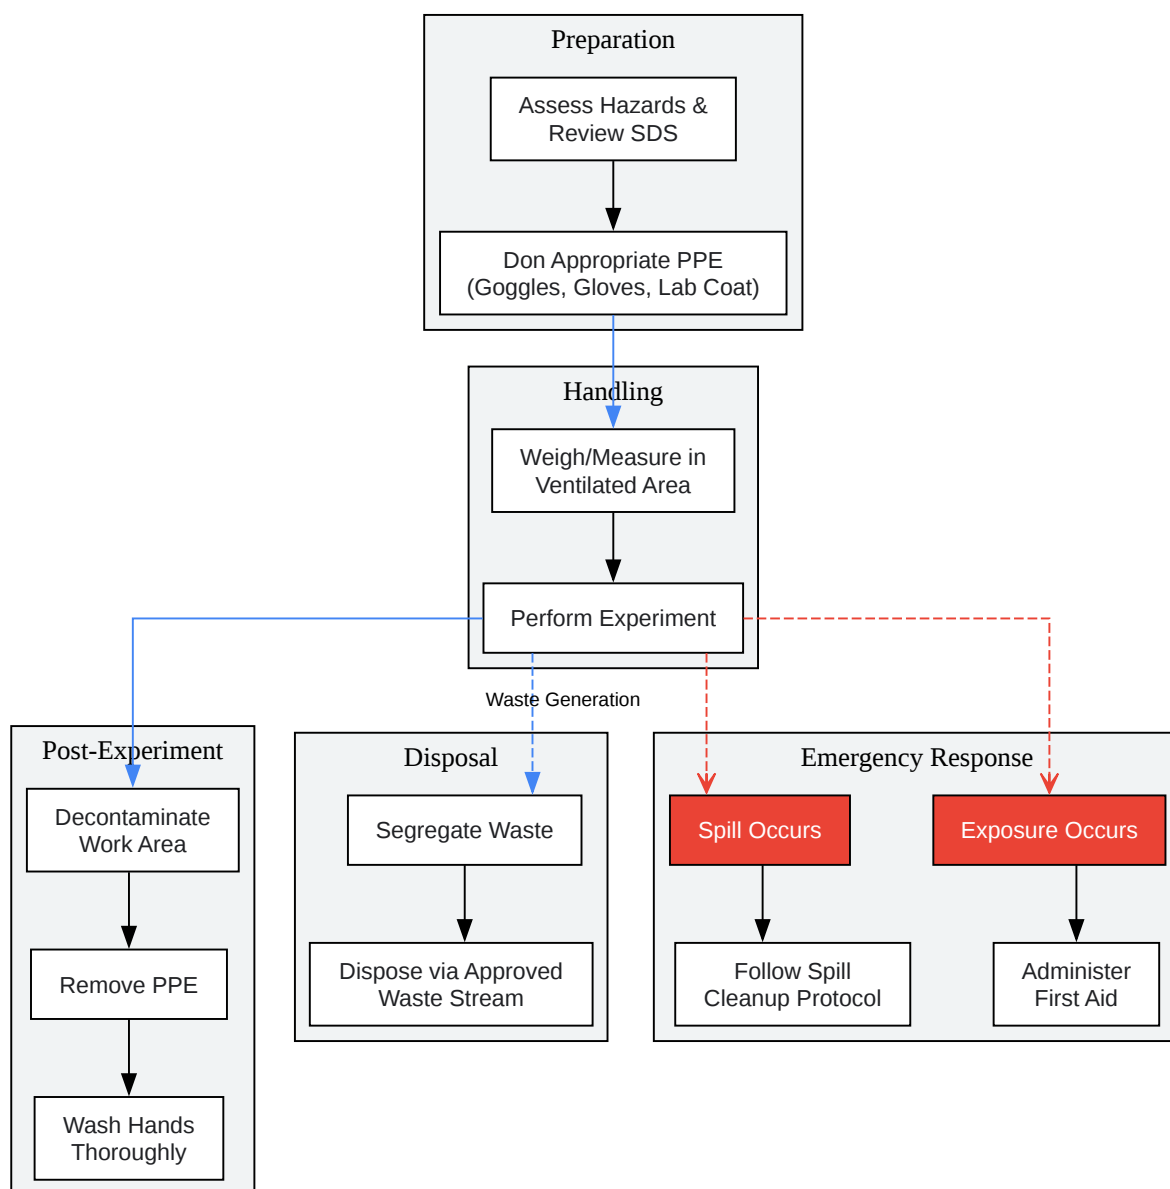 Preparation
Assess Hazards &
Review SDS
Don Appropriate PPE
(Goggles, Gloves, Lab Coat)
Handling
Weigh/Measure in
Ventilated Area
Perform Experiment
Waste Generation
Post-Experiment
Decontaminate
Work Area
Remove PPE
Wash Hands
Thoroughly
Disposal
Segregate Waste
Dispose via Approved
Waste Stream
Emergency Response
Spill Occurs
Follow Spill
Cleanup Protocol
Exposure Occurs
Administer
First Aid